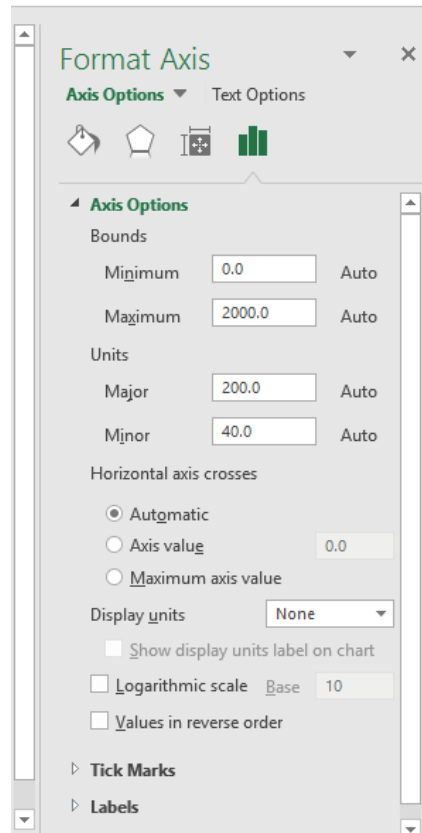 Format Axis
Axis Options Text Options
Axis Options
Bounds
Minimum 0.0 Auto
Maximum 2000.0 Auto
Units
Major 200.0 Auto
Minor 40.0 Auto
Horizontal axis crosses
Automatic
Axis value 0.0
Maximum axis value
Display units None
Show display units label on chart
Logarithmic scale Base 10
Values in reverse order
Tick Marks
Labels